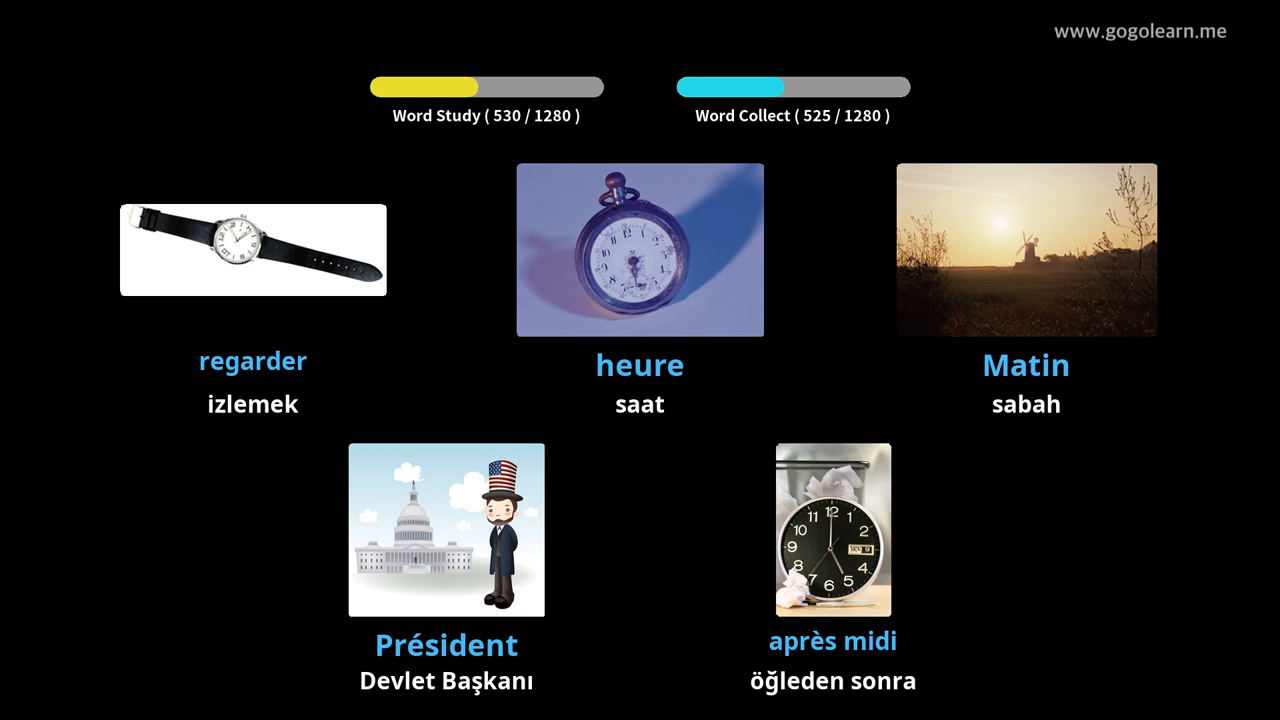 www.gogolearn.me
Word Study ( 530 / 1280 )
Word Collect ( 525 / 1280 )
regarder
izlemek
heure
saat
Matin
sabah
Président
Devlet Başkanı
après midi
öğleden sonra